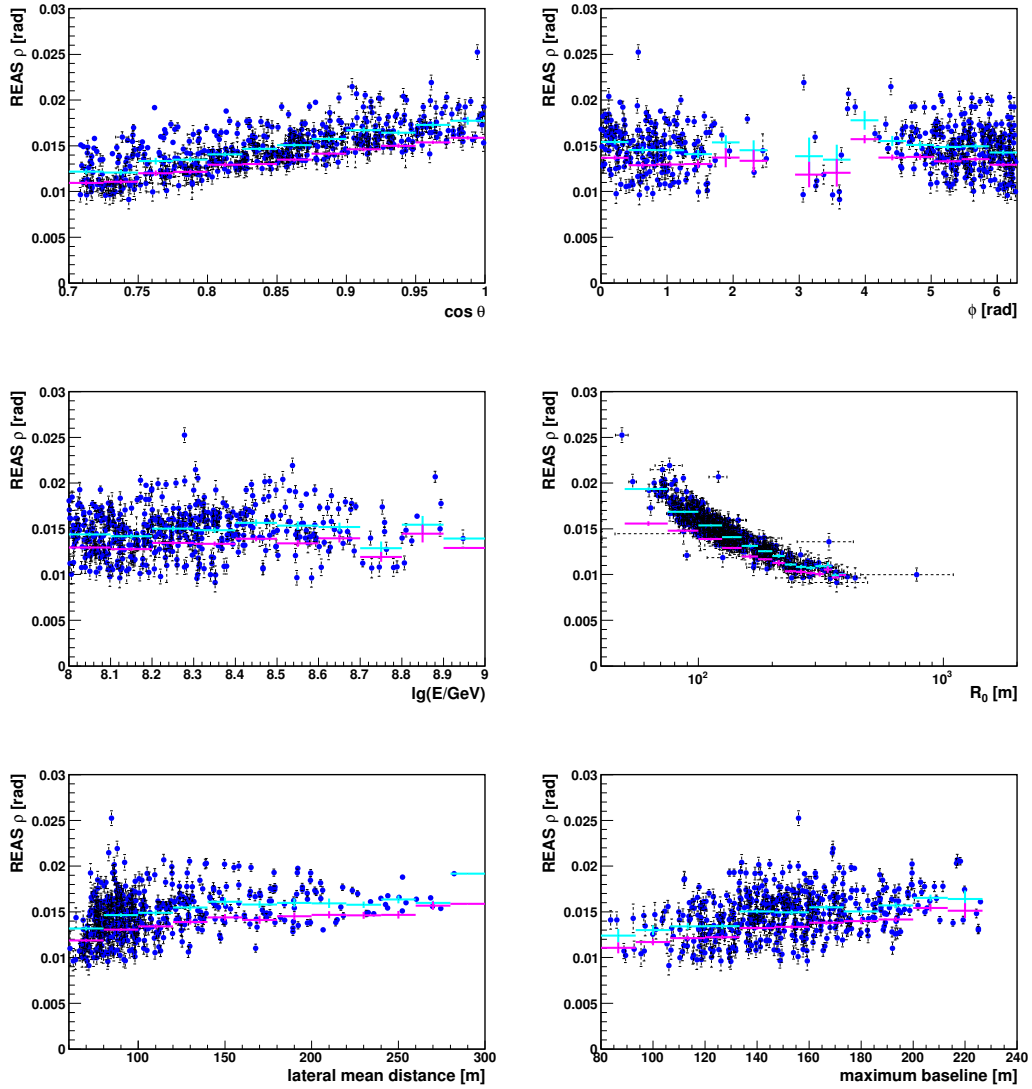 REAS ρ [rad]
0.03
0.025
0.02
0.015
0.01
0.005
0
0.7 0.75 0.8 0.85 0.9 0.95 1
cos θ
REAS ρ [rad]
0.03
0.025
0.02
0.015
0.01
0.005
0
0 1 2 3 4 5 6
ϕ [rad]
REAS ρ [rad]
0.03
0.025
0.02
0.015
0.01
0.005
0
8 8.1 8.2 8.3 8.4 8.5 8.6 8.7 8.8 8.9 9
lg(E/GeV)
REAS ρ [rad]
0.03
0.025
0.02
0.015
0.01
0.005
0
10² 10³
R₀ [m]
REAS ρ [rad]
0.03
0.025
0.02
0.015
0.01
0.005
0
100 150 200 250 300
lateral mean distance [m]
REAS ρ [rad]
0.03
0.025
0.02
0.015
0.01
0.005
0
80 100 120 140 160 180 200 220 240
maximum baseline [m]